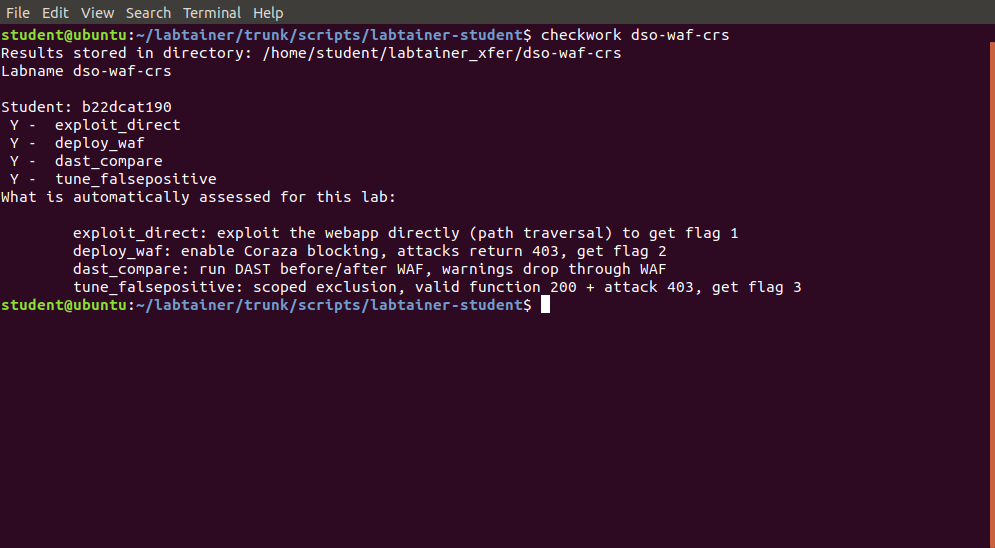 File Edit View Search Terminal Help
student@ubuntu:~/labtainer/trunk/scripts/labtainer-student$ checkwork dso-waf-crs
Results stored in directory: /home/student/labtainer_xfer/dso-waf-crs
Labname dso-waf-crs
Student: b22dcat190
Y - exploit_direct
Y - deploy_waf
Y - dast_compare
Y - tune_falsepositive
What is automatically assessed for this lab:
exploit_direct: exploit the webapp directly (path traversal) to get flag 1
deploy_waf: enable Coraza blocking, attacks return 403, get flag 2
dast_compare: run DAST before/after WAF, warnings drop through WAF
tune_falsepositive: scoped exclusion, valid function 200 + attack 403, get flag 3
student@ubuntu:~/labtainer/trunk/scripts/labtainer-student$